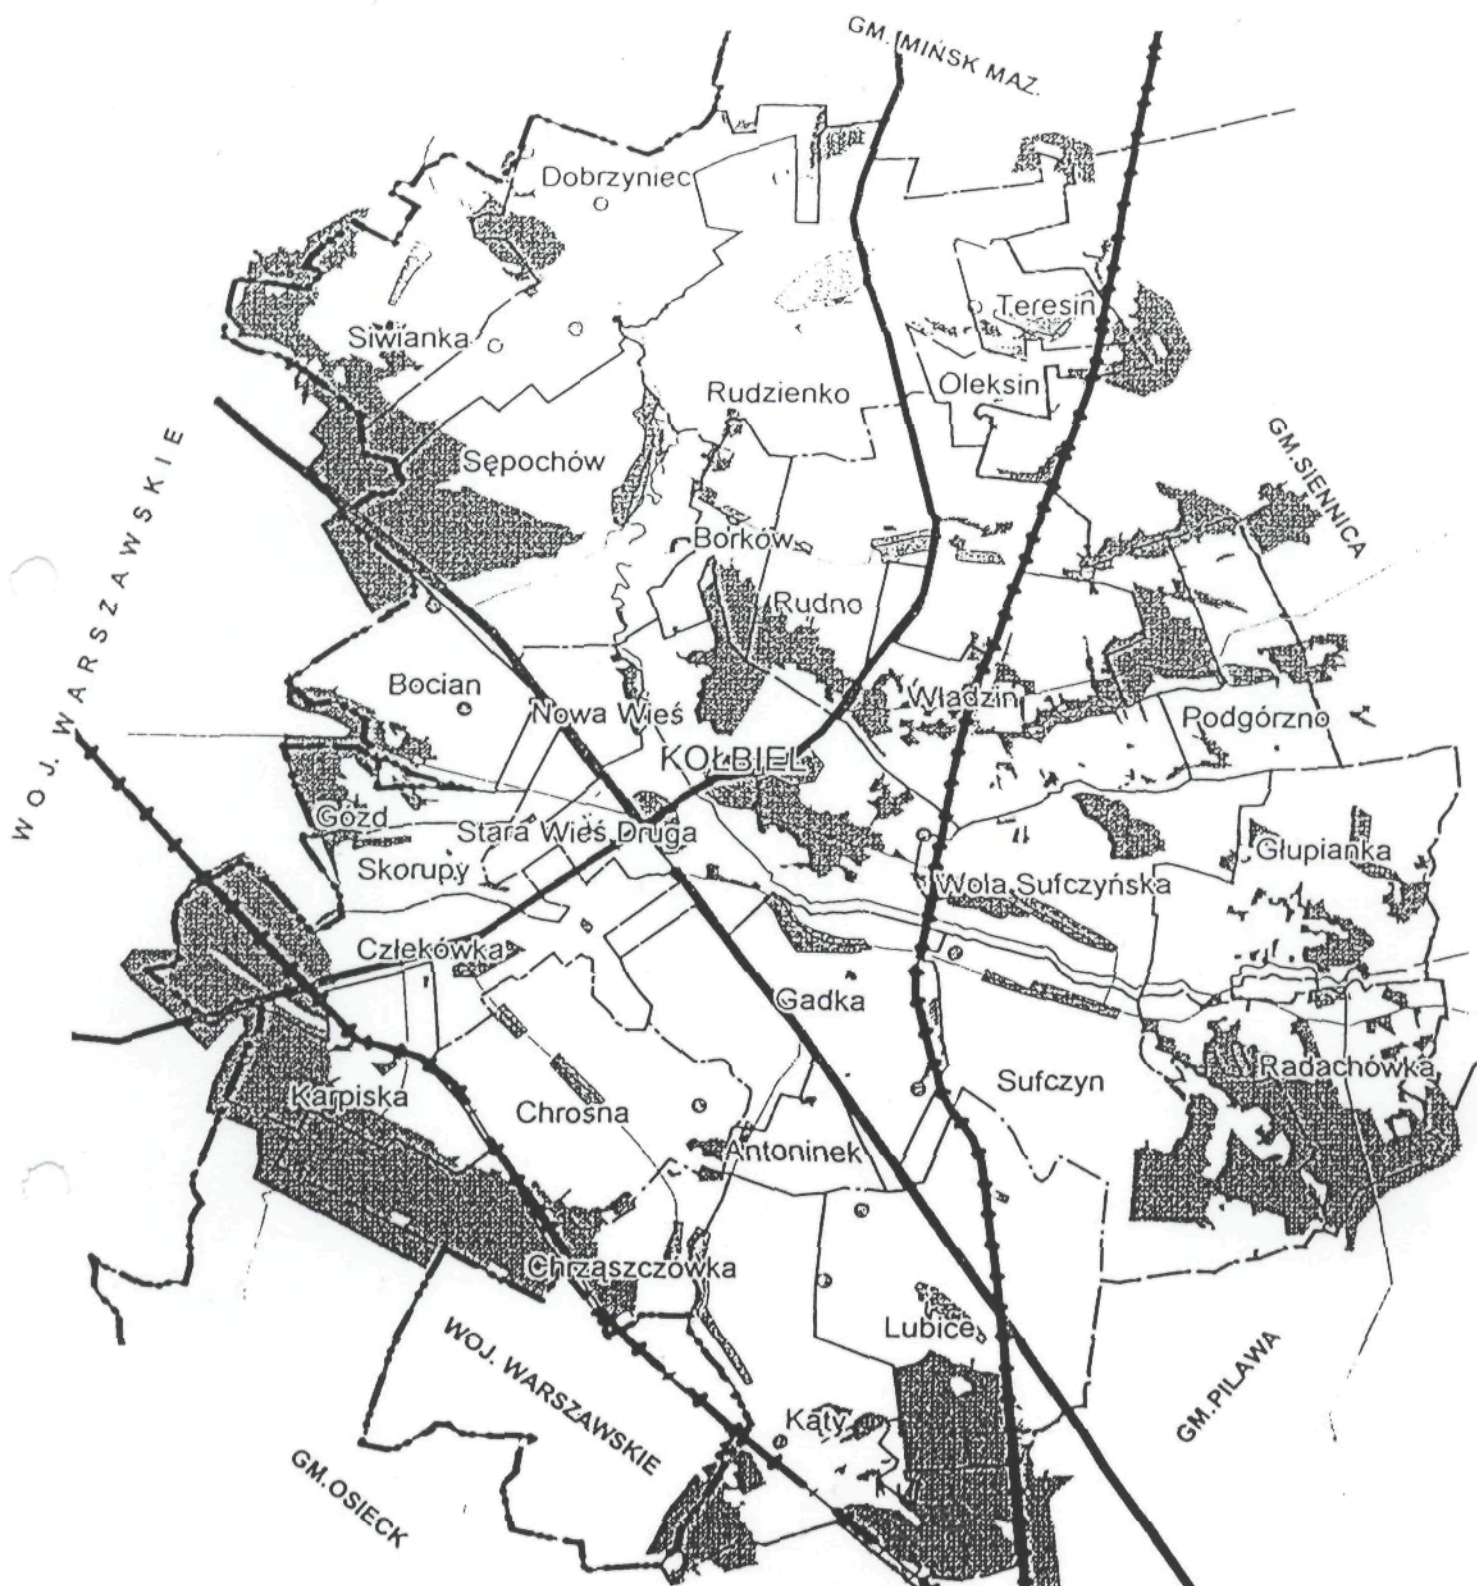 GM. MIŃSK MAZ.
Dobrzyniec
Teresin
Siwianka
Oleksin
Rudzienko
WOJ. WARSZAWSKIE
GM. SIENNICA
Sępochów
Borków
Rudno
Bocian
Władzin
Nowa Wieś
Podgórzno
KOŁBIEL
Gózd
Stara Wieś Druga
Głupianka
Skorupy
Wola Sufczyńska
Człekówka
Gadka
Radachówka
Sufczyn
Karpiska
Chrosna
Antoninek
Chrząszczówka
Lubice
WOJ. WARSZAWSKIE
GM. PILAWA
Kąty
GM. OSIECK